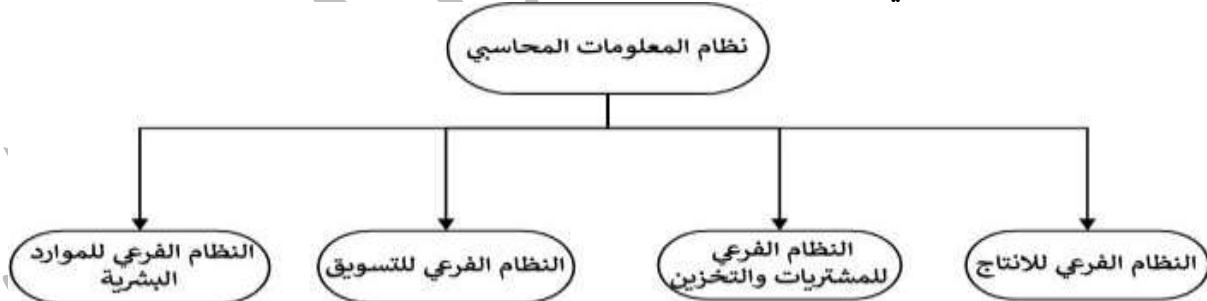 نظام المعلومات المحاسبي
النظام الفرعي للانتاج
النظام الفرعي
للمشتريات والتخزين
النظام الفرعي للتسويق
النظام الفرعي للموارد
البشرية